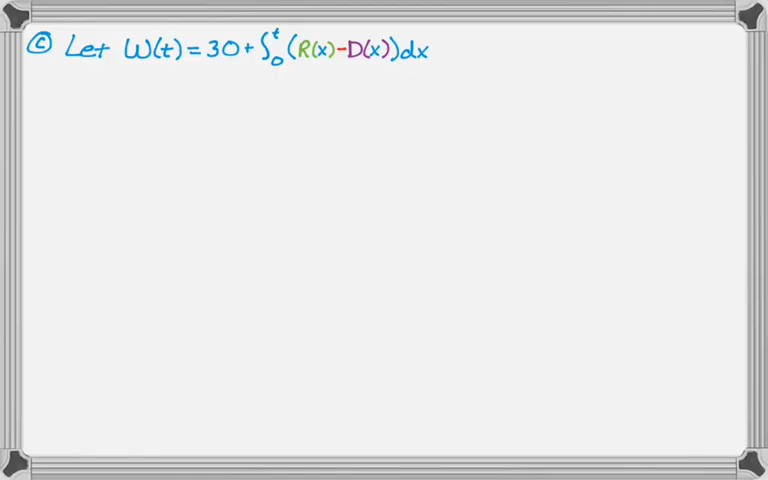 ⓒ Let W(t) = 30 + ∫₀ᵗ (R(x) - D(x)) dx